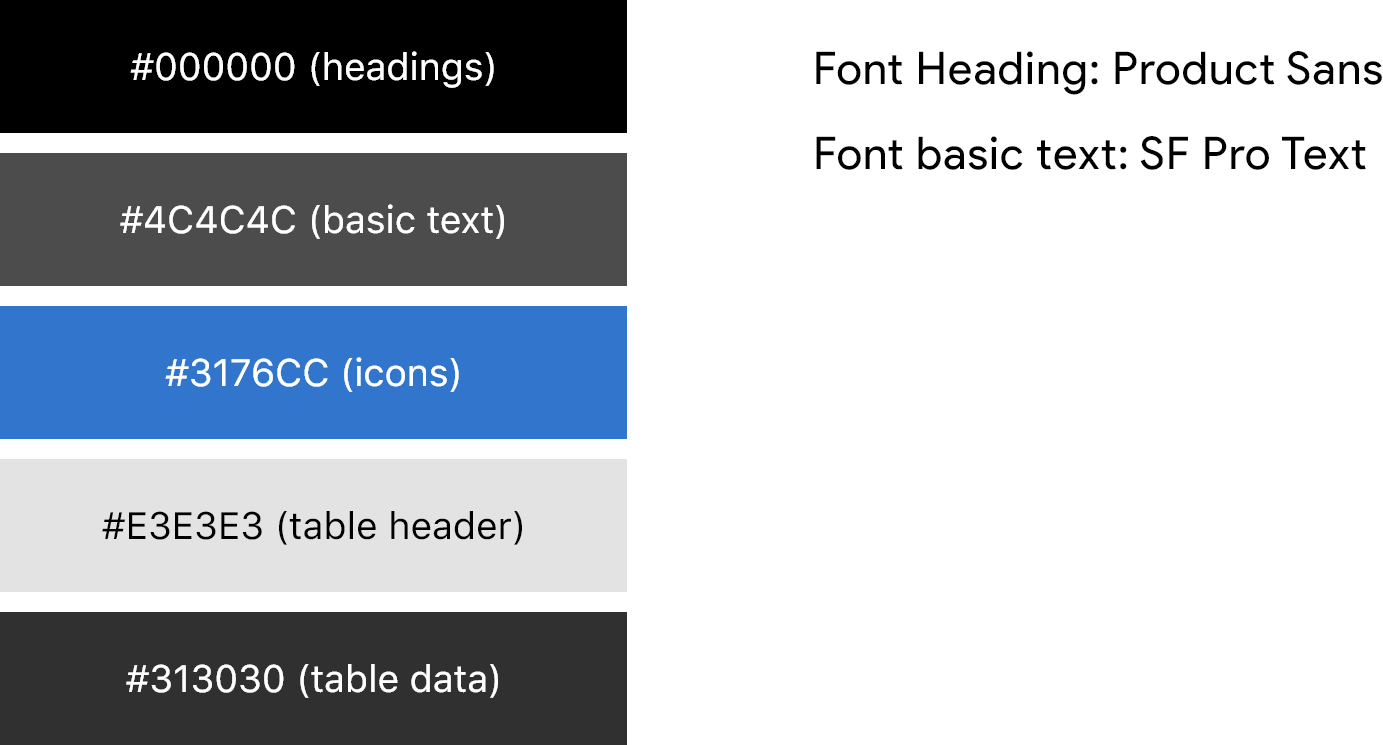 #000000 (headings)
#4C4C4C (basic text)
#3176CC (icons)
#E3E3E3 (table header)
#313030 (table data)
Font Heading: Product Sans
Font basic text: SF Pro Text